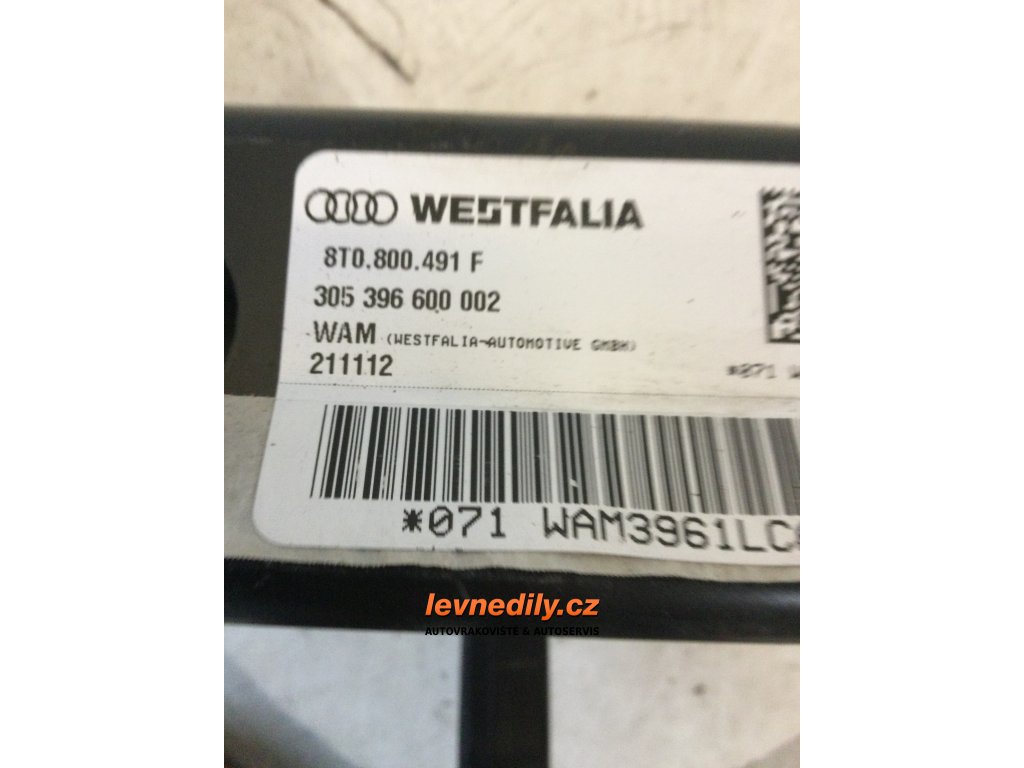 WESTFALIA
8T0.800.491 F
305 396 600 002
WAM (WESTFALIA-AUTOMOTIVE GMBH)
211112
*071
*071 WAM3961LC
levnedily.cz
AUTOVRAKOVIŠTĚ & AUTOSERVIS